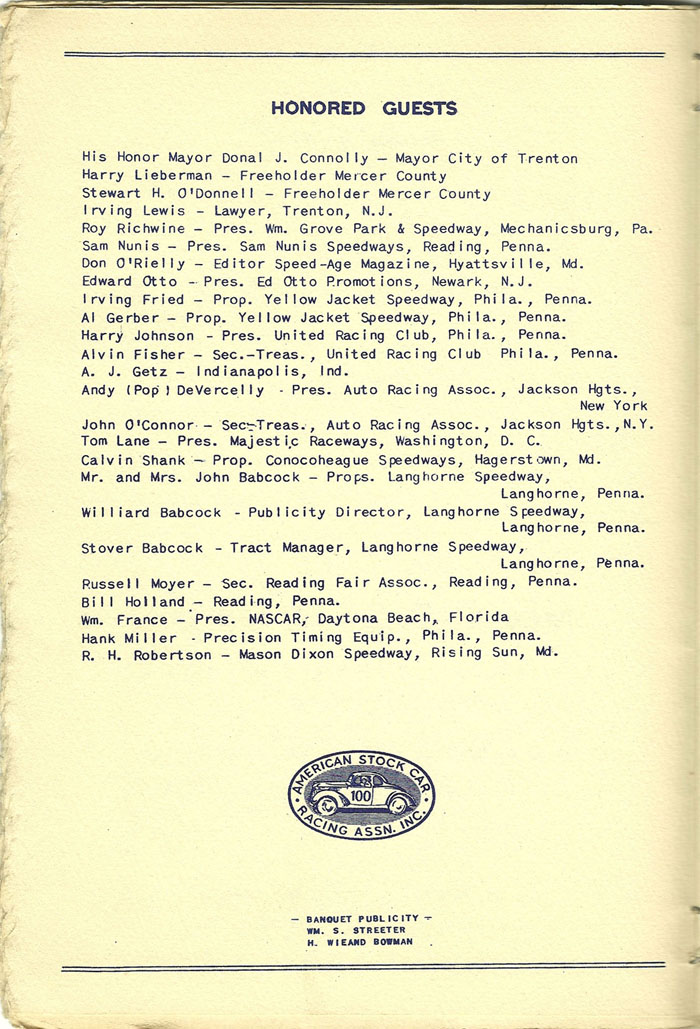 HONORED GUESTS
His Honor Mayor Donal J. Connolly – Mayor City of Trenton
Harry Lieberman – Freeholder Mercer County
Stewart H. O'Donnell – Freeholder Mercer County
Irving Lewis – Lawyer, Trenton, N.J.
Roy Richwine – Pres. Wm. Grove Park & Speedway, Mechanicsburg, Pa.
Sam Nunis – Pres. Sam Nunis Speedways, Reading, Penna.
Don O'Rielly – Editor Speed-Age Magazine, Hyattsville, Md.
Edward Otto – Pres. Ed Otto Promotions, Newark, N.J.
Irving Fried – Prop. Yellow Jacket Speedway, Phila., Penna.
Al Gerber – Prop. Yellow Jacket Speedway, Phila., Penna.
Harry Johnson - Pres. United Racing Club, Phila., Penna.
Alvin Fisher – Sec.-Treas., United Racing Club Phila., Penna.
A. J. Getz – Indianapolis, Ind.
Andy (Pop) DeVercelly - Pres. Auto Racing Assoc., Jackson Hgts.,
New York
John O'Connor – Sec-Treas., Auto Racing Assoc., Jackson Hgts.,N.Y.
Tom Lane – Pres. Majestic Raceways, Washington, D. C.
Calvin Shank – Prop. Conocoheague Speedways, Hagerstown, Md.
Mr. and Mrs. John Babcock – Props. Langhorne Speedway,
Langhorne, Penna.
Williard Babcock - Publicity Director, Langhorne Speedway,
Langhorne, Penna.
Stover Babcock - Tract Manager, Langhorne Speedway,
Langhorne, Penna.
Russell Moyer – Sec. Reading Fair Assoc., Reading, Penna.
Bill Holland – Reading, Penna.
Wm. France – Pres. NASCAR, Daytona Beach, Florida
Hank Miller - Precision Timing Equip., Phila., Penna.
R. H. Robertson – Mason Dixon Speedway, Rising Sun, Md.
AMERICAN STOCK CAR
100
RACING ASSN. INC.
– BANQUET PUBLICITY –
WM. S. STREETER
H. WIEAND BOWMAN